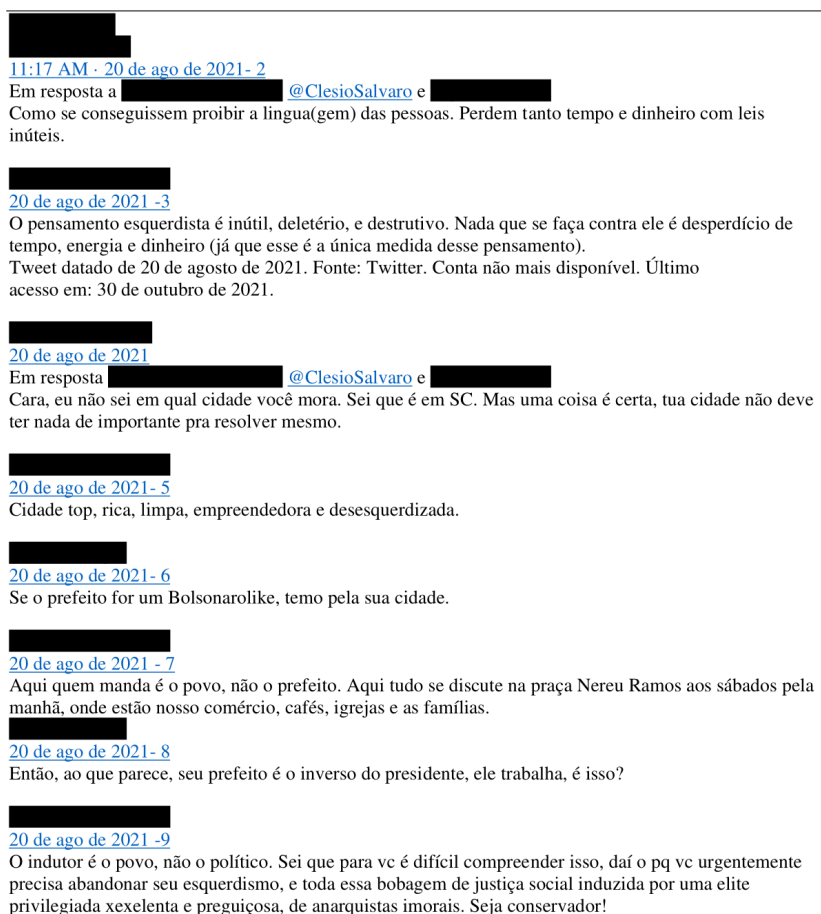 11:17 AM · 20 de ago de 2021- 2
Em resposta a @ClesioSalvaro e
Como se conseguissem proibir a lingua(gem) das pessoas. Perdem tanto tempo e dinheiro com leis
inúteis.
20 de ago de 2021 -3
O pensamento esquerdista é inútil, deletério, e destrutivo. Nada que se faça contra ele é desperdício de
tempo, energia e dinheiro (já que esse é a única medida desse pensamento).
Tweet datado de 20 de agosto de 2021. Fonte: Twitter. Conta não mais disponível. Último
acesso em: 30 de outubro de 2021.
20 de ago de 2021
Em resposta @ClesioSalvaro e
Cara, eu não sei em qual cidade você mora. Sei que é em SC. Mas uma coisa é certa, tua cidade não deve
ter nada de importante pra resolver mesmo.
20 de ago de 2021- 5
Cidade top, rica, limpa, empreendedora e desesquerdizada.
20 de ago de 2021- 6
Se o prefeito for um Bolsonarolike, temo pela sua cidade.
20 de ago de 2021 - 7
Aqui quem manda é o povo, não o prefeito. Aqui tudo se discute na praça Nereu Ramos aos sábados pela
manhã, onde estão nosso comércio, cafés, igrejas e as famílias.
20 de ago de 2021- 8
Então, ao que parece, seu prefeito é o inverso do presidente, ele trabalha, é isso?
20 de ago de 2021 -9
O indutor é o povo, não o político. Sei que para vc é difícil compreender isso, daí o pq vc urgentemente
precisa abandonar seu esquerdismo, e toda essa bobagem de justiça social induzida por uma elite
privilegiada xexelenta e preguiçosa, de anarquistas imorais. Seja conservador!